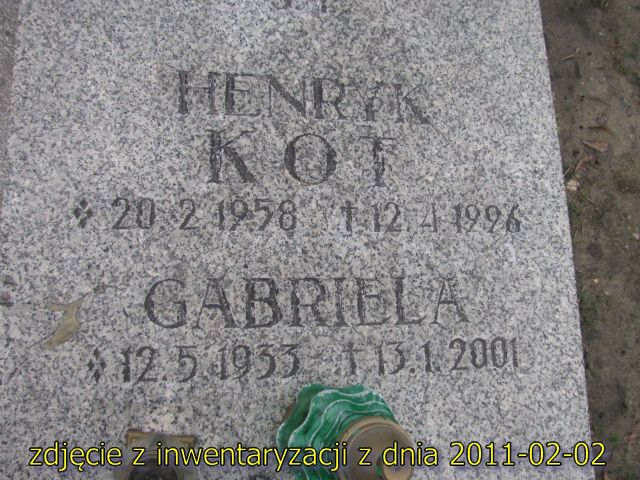 HENRYK
KOT
20.2.1958 †12.4.1996
GABRIELA
12.5.1933 †13.1.2001
zdjęcie z inwentaryzacji z dnia 2011-02-02